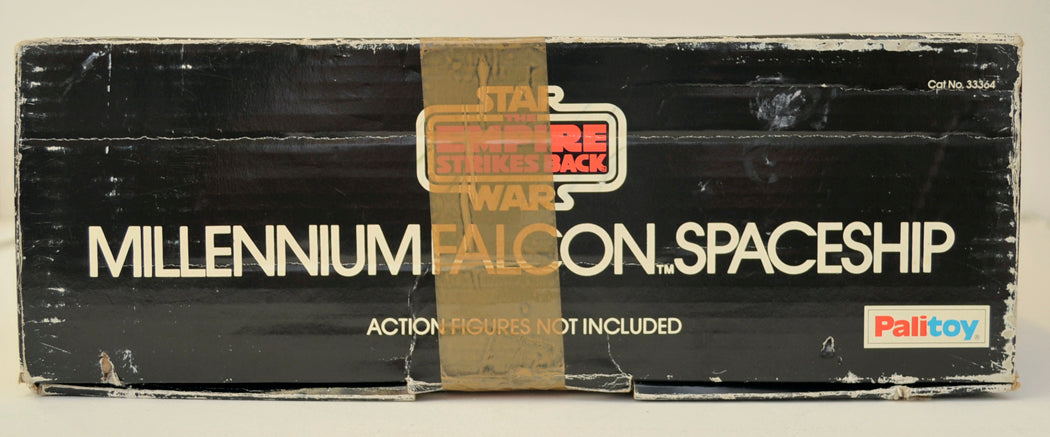 Cat No. 33364
STAR
THE
EMPIRE
STRIKES BACK
WARS
MILLENNIUM FALCON™ SPACESHIP
ACTION FIGURES NOT INCLUDED
Palitoy®